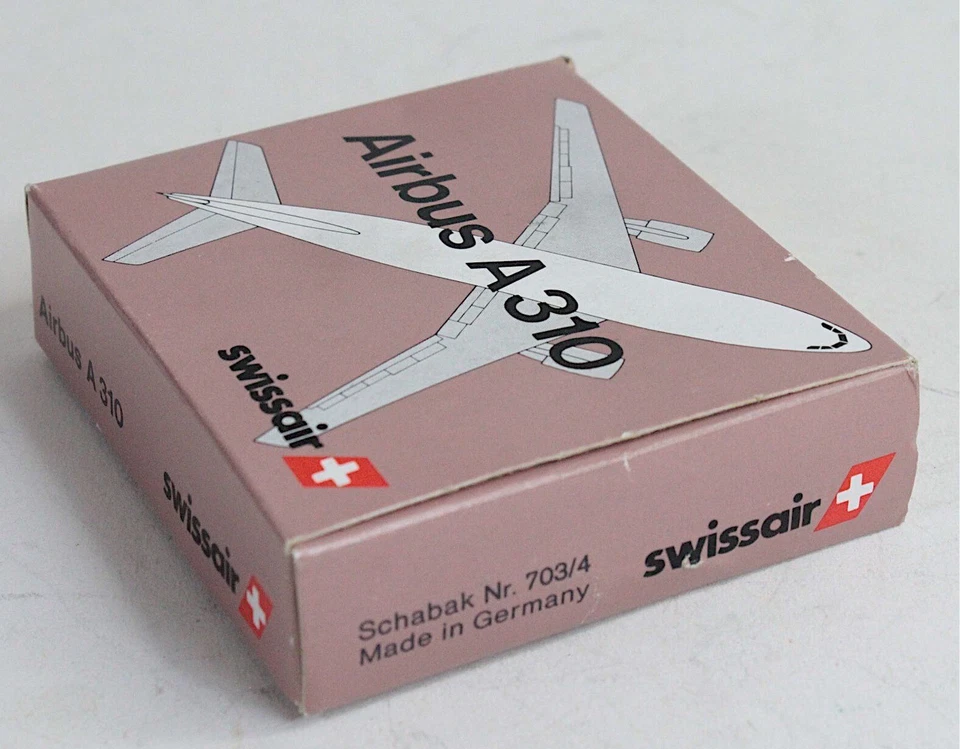 Airbus A 310
swissair
Airbus A 310
swissair
Schabak Nr. 703/4
Made in Germany
swissair